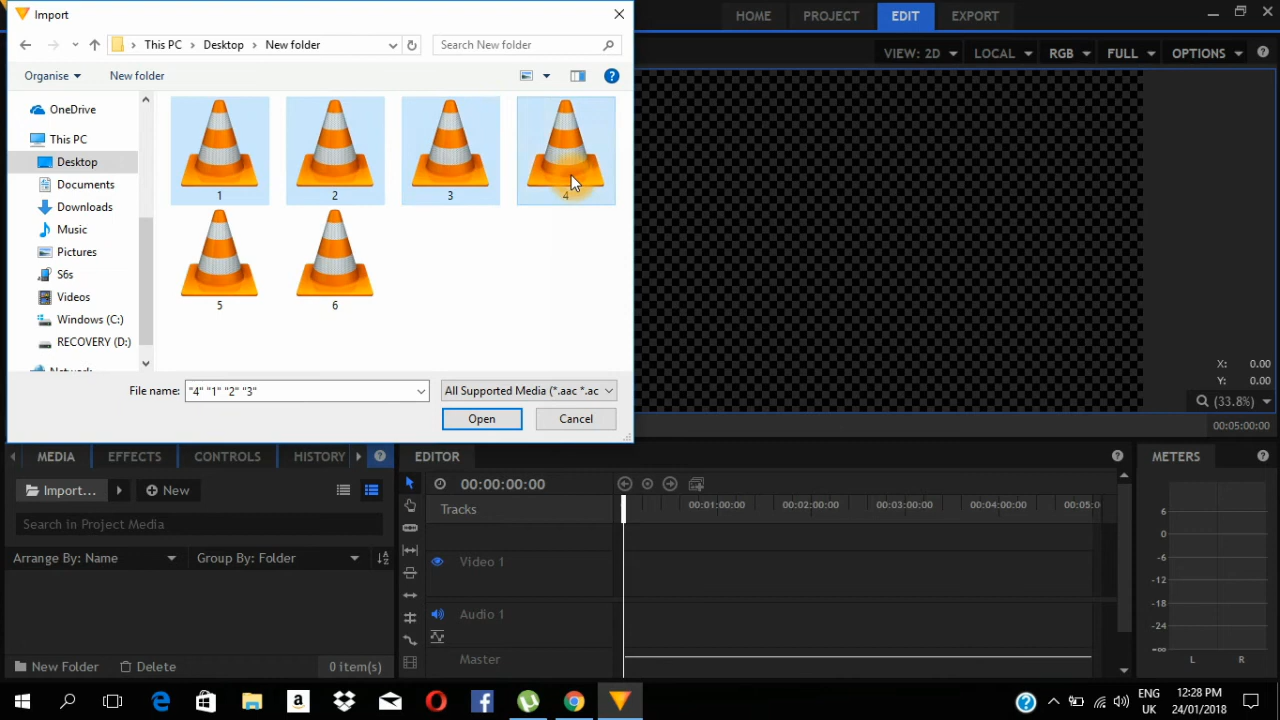 Import
HOME
PROJECT
EDIT
EXPORT
This PC
Desktop
New folder
Search New folder
VIEW: 2D
LOCAL
RGB
FULL
OPTIONS
Organise
New folder
OneDrive
This PC
Desktop
Documents
Downloads
Music
Pictures
S6s
Videos
Windows (C:)
RECOVERY (D:)
1
2
3
4
5
6
X: 0.00
Y: 0.00
(33.8%)
File name:
"4" "1" "2" "3"
All Supported Media (*.aac *.ac
Open
Cancel
00:05:00:00
MEDIA
EFFECTS
CONTROLS
HISTORY
EDITOR
METERS
Import...
New
00:00:00:00
Search in Project Media
Tracks
00:01:00:00
00:02:00:00
00:03:00:00
00:04:00:00
00:05:0
Arrange By: Name
Group By: Folder
Video 1
Audio 1
Master
6
0
-6
-12
-18
-24
-∞
L
R
New Folder
Delete
0 item(s)
ENG
UK
12:28 PM
24/01/2018